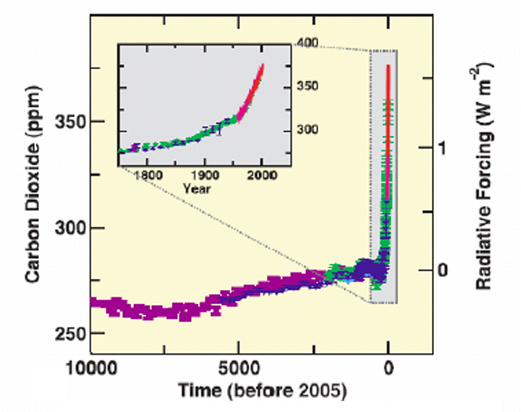 400
350
300
1800 1900 2000
Year
Carbon Dioxide (ppm)
350
300
250
1
0
Radiative Forcing (W m-2)
10000 5000 0
Time (before 2005)